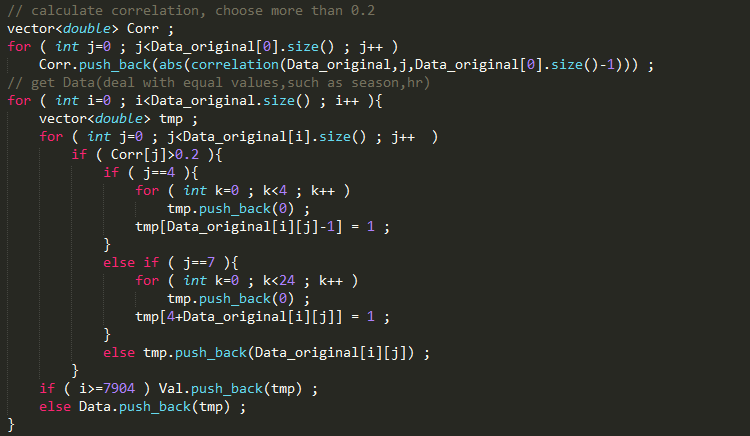 // calculate correlation, choose more than 0.2
vector<double> Corr ;
for ( int j=0 ; j<Data_original[0].size() ; j++ )
    Corr.push_back(abs(correlation(Data_original,j,Data_original[0].size()-1))) ;
// get Data(deal with equal values,such as season,hr)
for ( int i=0 ; i<Data_original.size() ; i++ ){
    vector<double> tmp ;
    for ( int j=0 ; j<Data_original[i].size() ; j++  )
        if ( Corr[j]>0.2 ){
            if ( j==4 ){
                for ( int k=0 ; k<4 ; k++ )
                    tmp.push_back(0) ;
                tmp[Data_original[i][j]-1] = 1 ;
            }
            else if ( j==7 ){
                for ( int k=0 ; k<24 ; k++ )
                    tmp.push_back(0) ;
                tmp[4+Data_original[i][j]] = 1 ;
            }
            else tmp.push_back(Data_original[i][j]) ;
        }
    if ( i>=7904 ) Val.push_back(tmp) ;
    else Data.push_back(tmp) ;
}